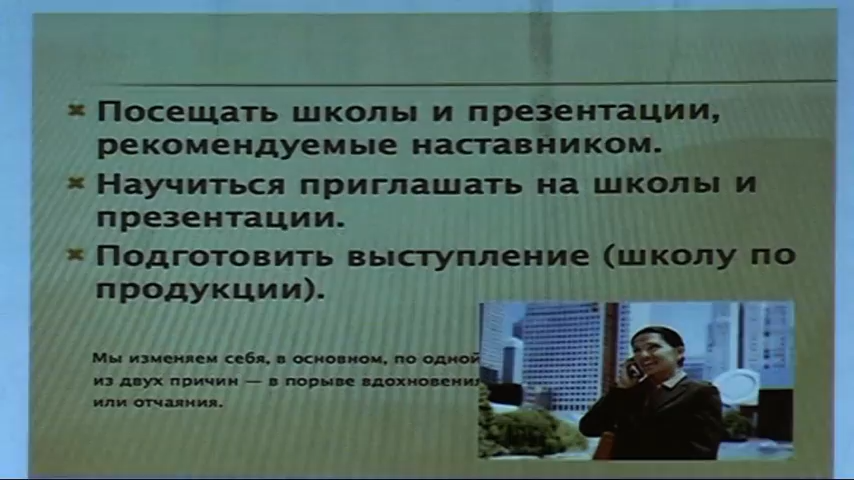 Посещать школы и презентации,
рекомендуемые наставником.
Научиться приглашать на школы и
презентации.
Подготовить выступление (школу по
продукции).
Мы изменяем себя, в основном, по одной
из двух причин — в порыве вдохновения
или отчаяния.